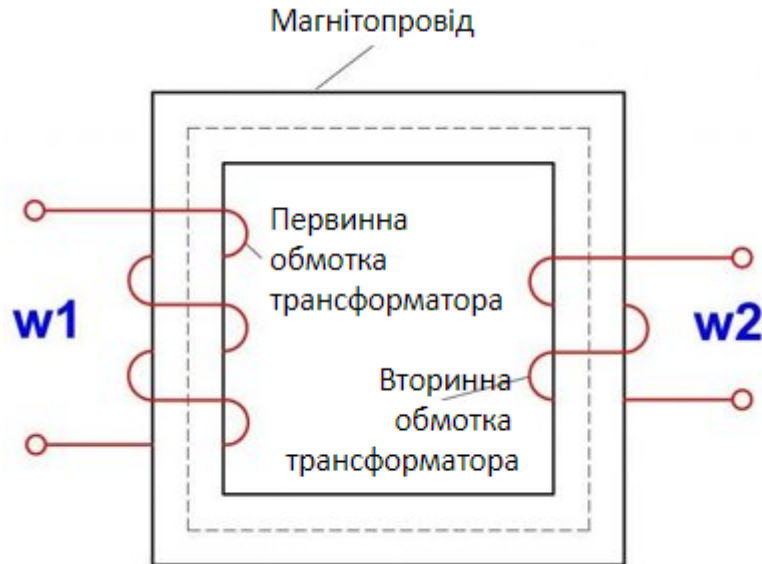 Магнітопровід
Первинна
обмотка
трансформатора
w1
w2
Вторинна
обмотка
трансформатора